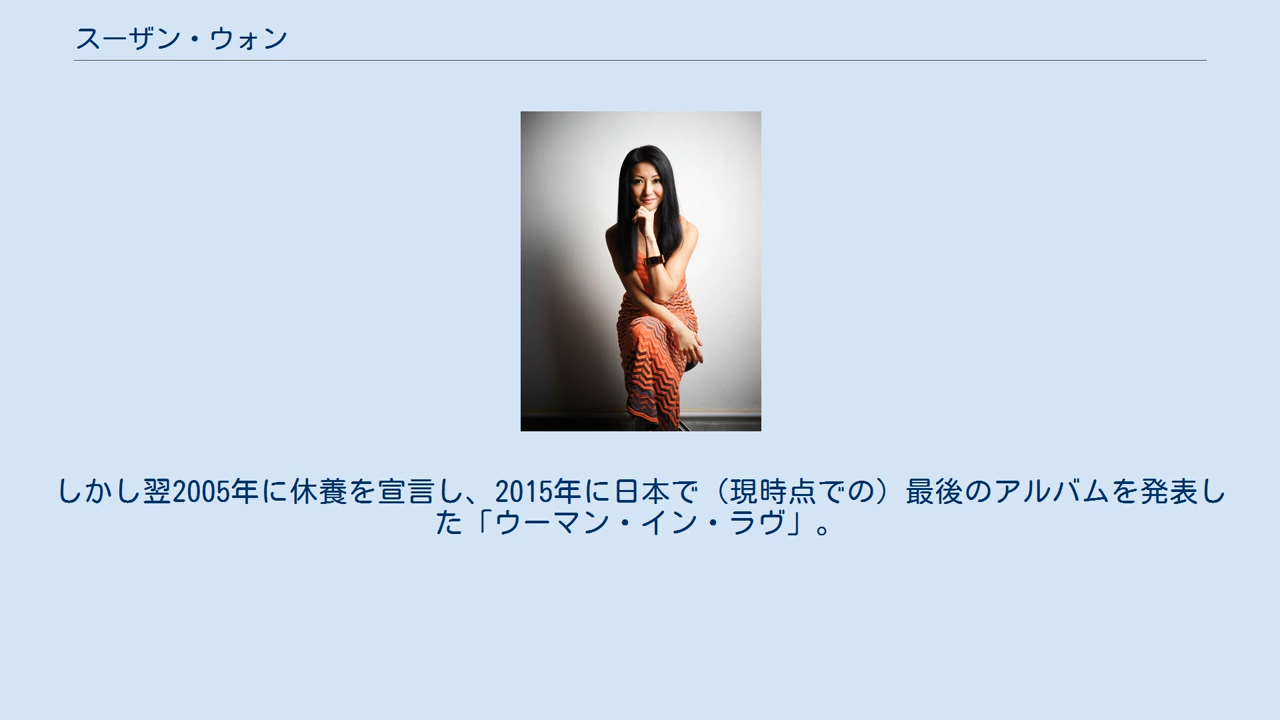 スーザン・ウォン
しかし翌2005年に休養を宣言し、2015年に日本で（現時点での）最後のアルバムを発表し
た「ウーマン・イン・ラヴ」。